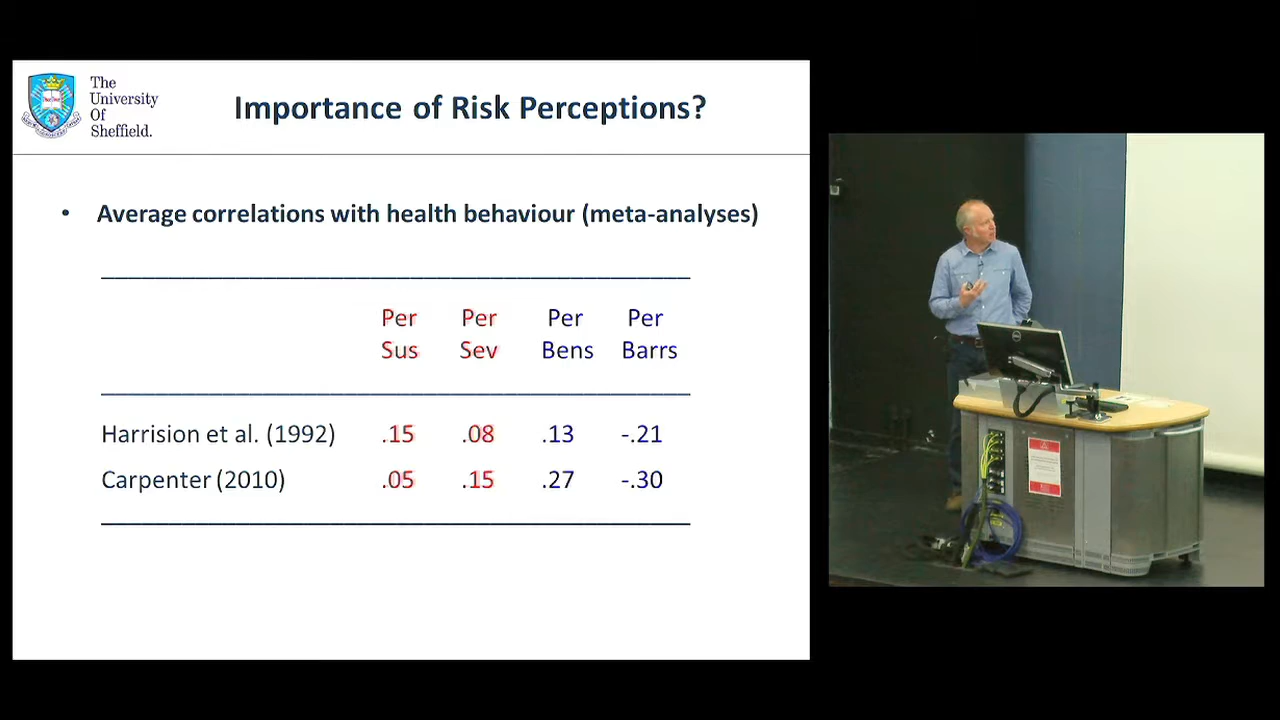 The
University
Of
Sheffield.
Importance of Risk Perceptions?
• Average correlations with health behaviour (meta-analyses)
Per Per Per Per
Sus Sev Bens Barrs
Harrision et al. (1992) .15 .08 .13 -.21
Carpenter (2010) .05 .15 .27 -.30